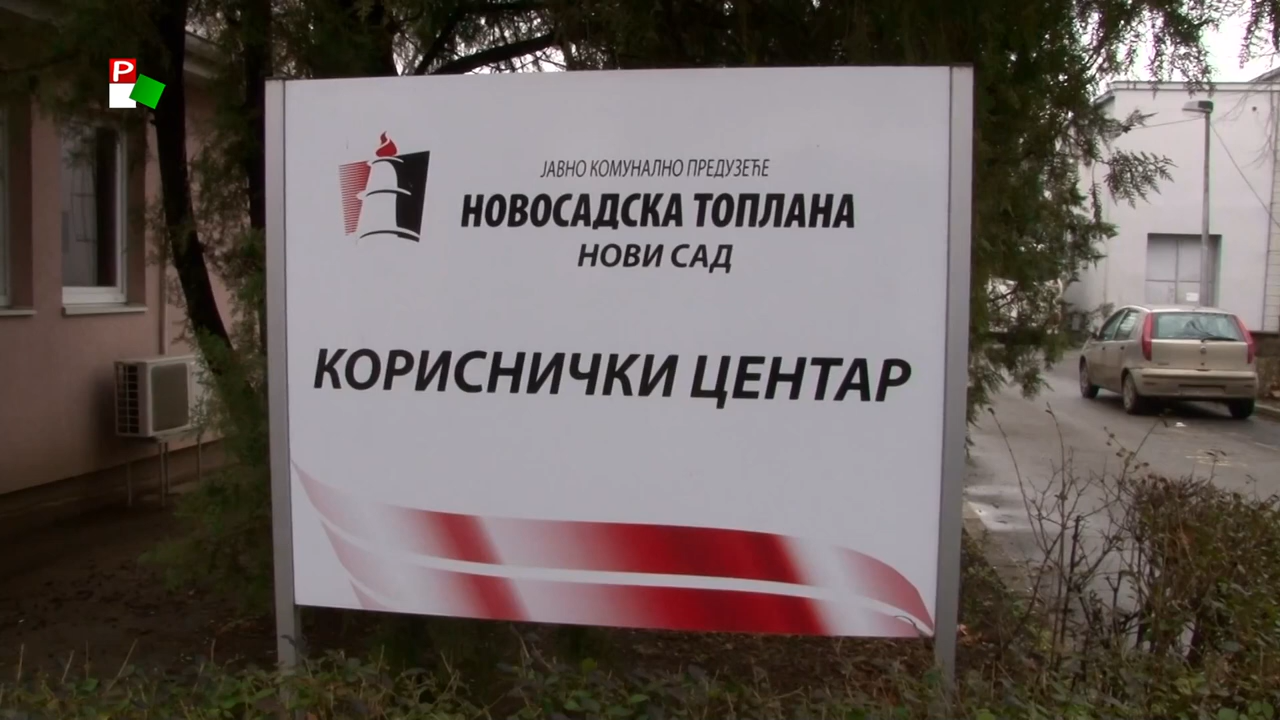 P
ЈАВНО КОМУНАЛНО ПРЕДУЗЕЋЕ
НОВОСАДСКА ТОПЛАНА
НОВИ САД
КОРИСНИЧКИ ЦЕНТАР